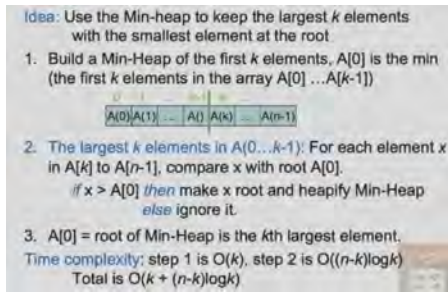 Idea: Use the Min-heap to keep the largest k elements
with the smallest element at the root
1. Build a Min-Heap of the first k elements, A[0] is the min
(the first k elements in the array A[0] ...A[k-1])
A(0) A(1) ... A() A(k) ... A(n-1)
2. The largest k elements in A(0...k-1): For each element x
in A[k] to A[n-1], compare x with root A[0].
if x > A[0] then make x root and heapify Min-Heap
else ignore it.
3. A[0] = root of Min-Heap is the kth largest element.
Time complexity: step 1 is O(k), step 2 is O((n-k)logk)
Total is O(k + (n-k)logk)